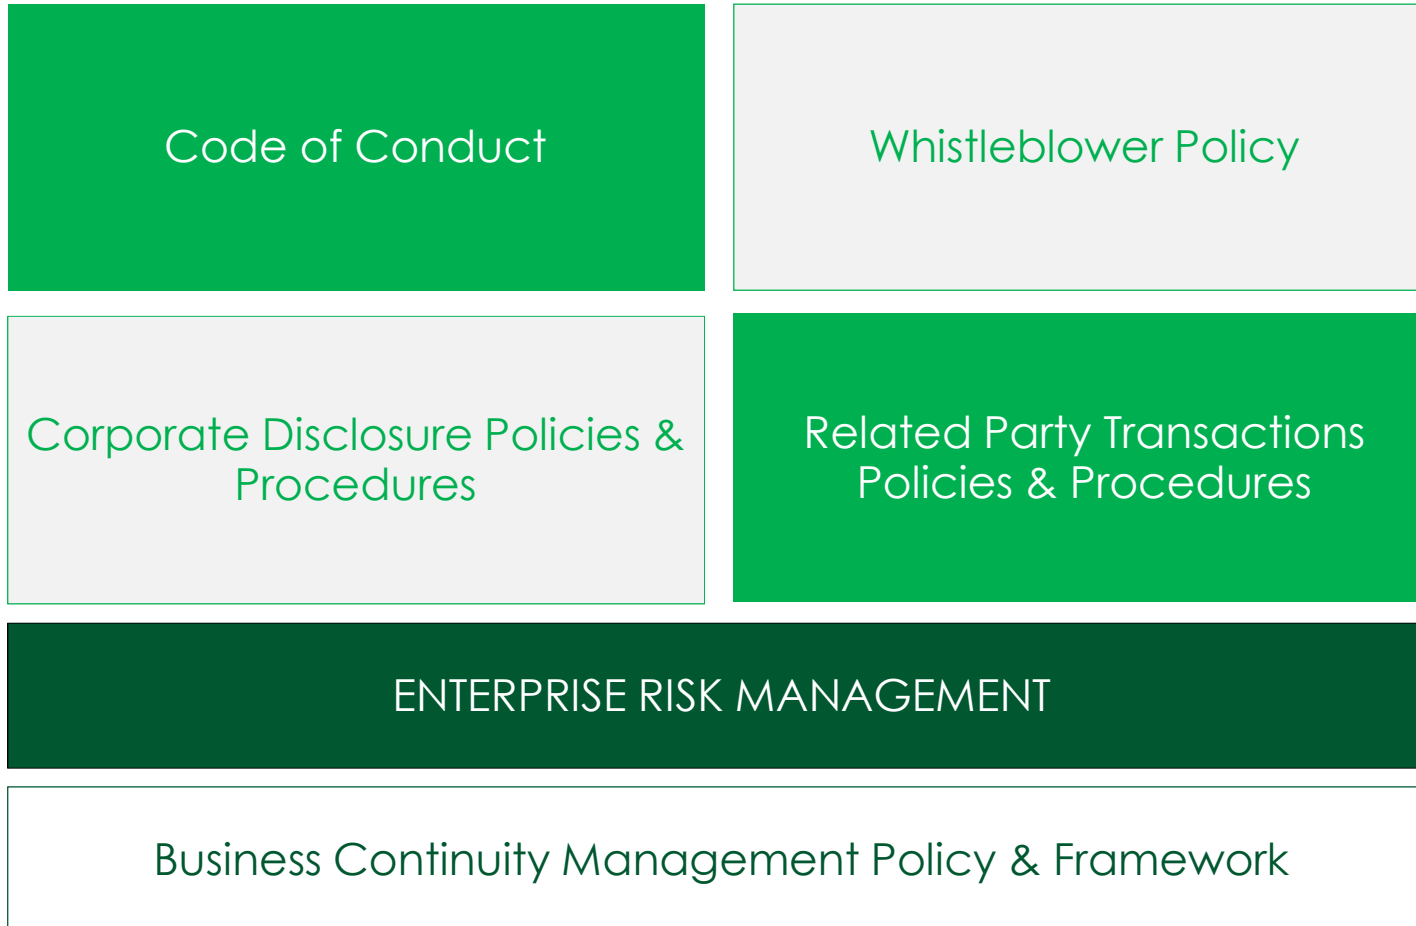 Code of Conduct
Whistleblower Policy
Corporate Disclosure Policies &
Procedures
Related Party Transactions
Policies & Procedures
ENTERPRISE RISK MANAGEMENT
Business Continuity Management Policy & Framework